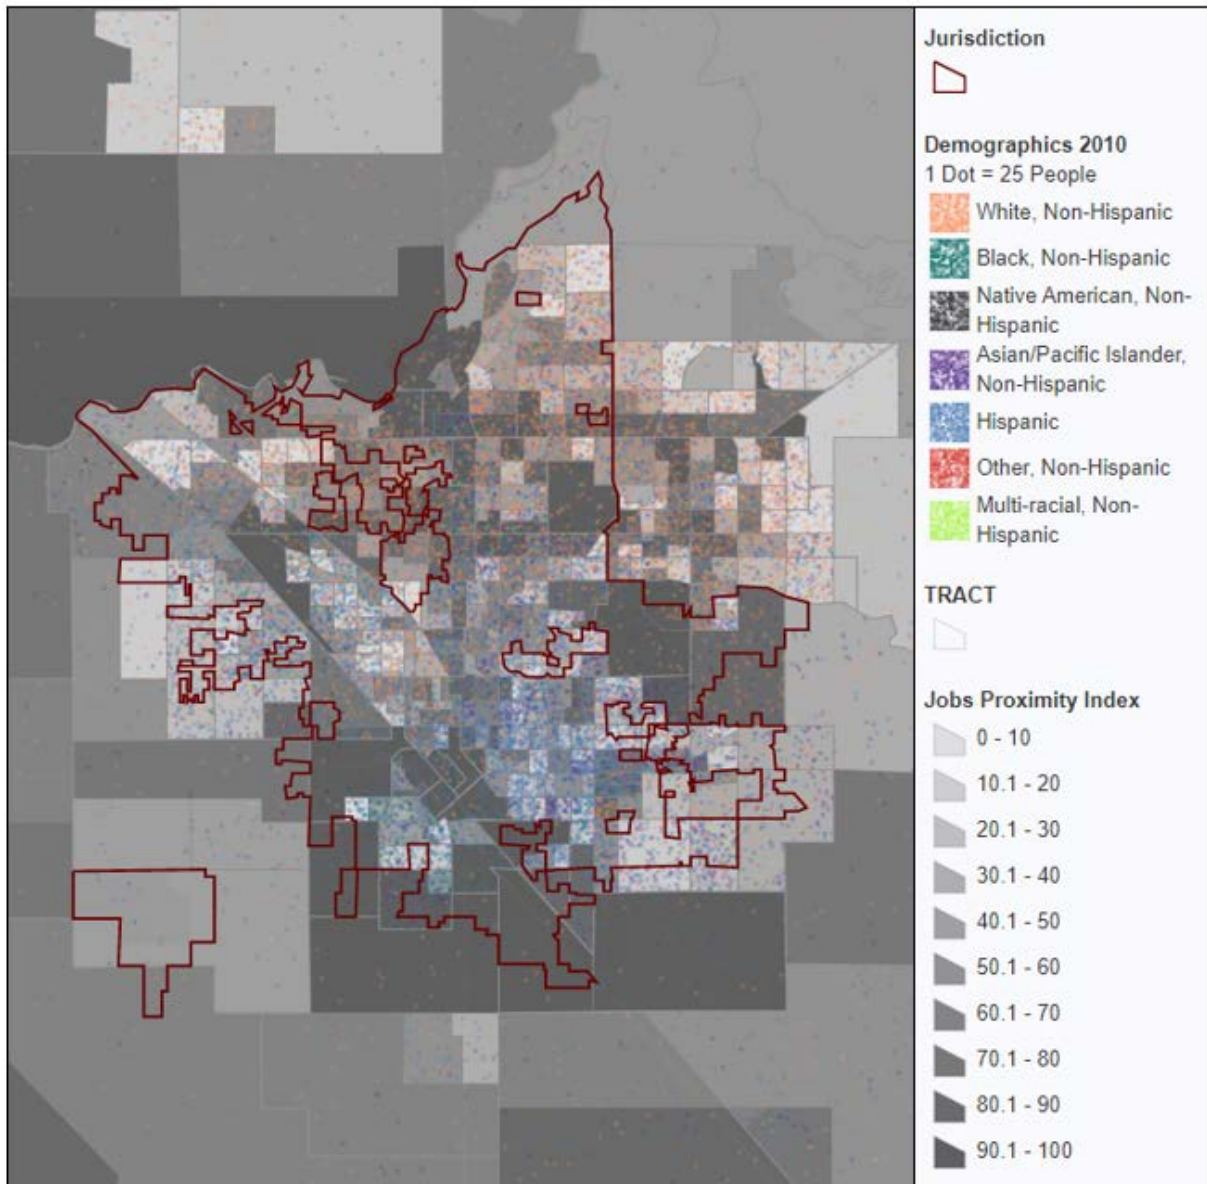 Jurisdiction
Demographics 2010
1 Dot = 25 People
White, Non-Hispanic
Black, Non-Hispanic
Native American, Non-
Hispanic
Asian/Pacific Islander,
Non-Hispanic
Hispanic
Other, Non-Hispanic
Multi-racial, Non-
Hispanic
TRACT
Jobs Proximity Index
0 - 10
10.1 - 20
20.1 - 30
30.1 - 40
40.1 - 50
50.1 - 60
60.1 - 70
70.1 - 80
80.1 - 90
90.1 - 100